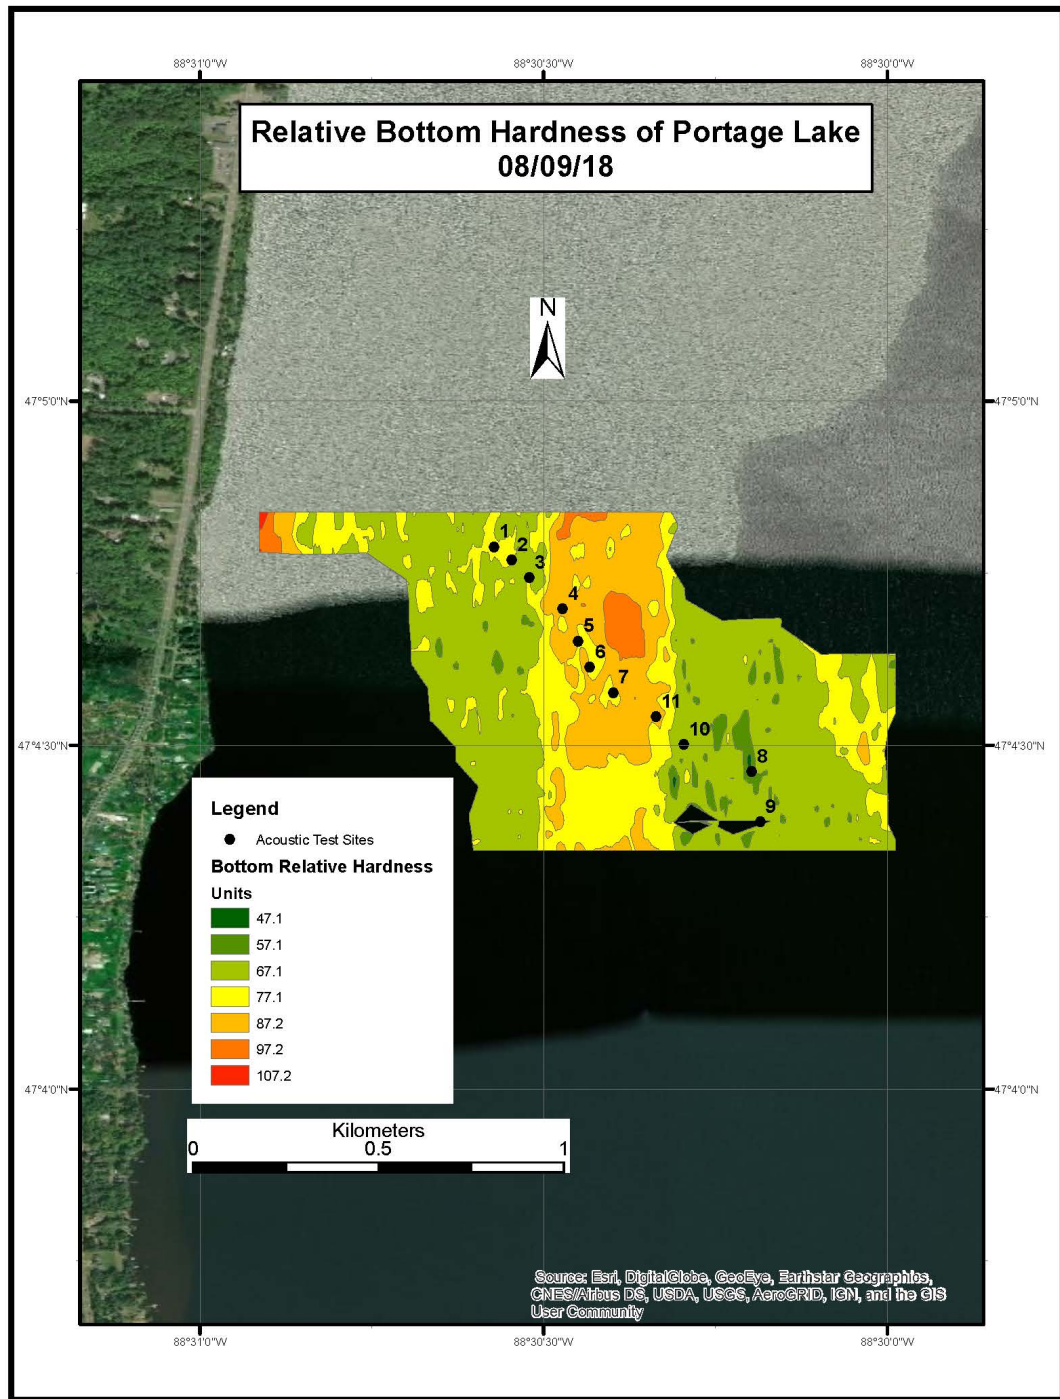 88°31'0"W
88°30'30"W
88°30'0"W
Relative Bottom Hardness of Portage Lake
08/09/18
N
47°5'0"N
47°5'0"N
1
2
3
4
5
6
7
11
10
8
9
47°4'30"N
47°4'30"N
Legend
Acoustic Test Sites
Bottom Relative Hardness
Units
47.1
57.1
67.1
77.1
87.2
97.2
107.2
47°4'0"N
47°4'0"N
Kilometers
0 0.5 1
Source: Esri, DigitalGlobe, GeoEye, Earthstar Geographics,
CNES/Airbus DS, USDA, USGS, AeroGRID, IGN, and the GIS
User Community
88°31'0"W
88°30'30"W
88°30'0"W